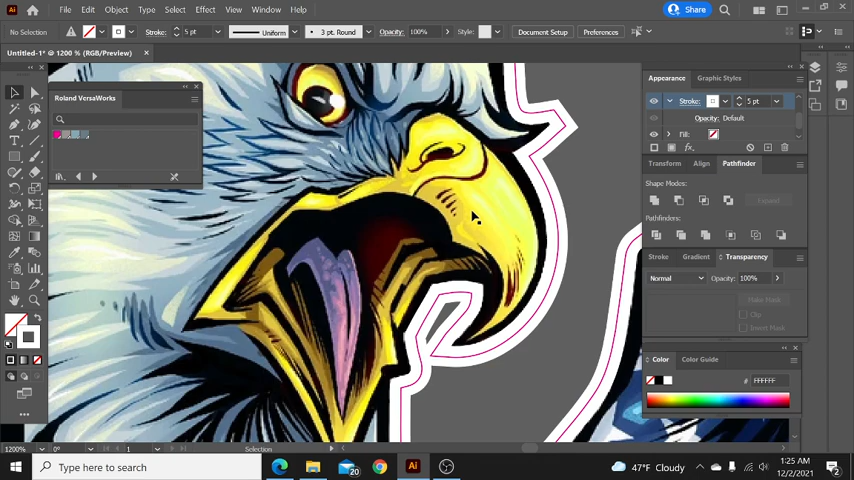 Ai File Edit Object Type Select Effect View Window Help Share
No Selection Stroke: 5 pt Uniform 3 pt. Round Opacity: 100% Style: Document Setup Preferences
Untitled-1* @ 1200 % (RGB/Preview) ×
Roland VersaWorks
Appearance Graphic Styles
Stroke: 5 pt
Opacity: Default
Fill:
Transform Align Pathfinder
Shape Modes:
Expand
Pathfinders:
Stroke Gradient Transparency
Normal Opacity: 100%
Make Mask
Clip
Invert Mask
Color Color Guide
# FFFFFF
1200% 0° 1 Selection
Type here to search 20 Ai 47°F Cloudy 1:25 AM
12/2/2021 2